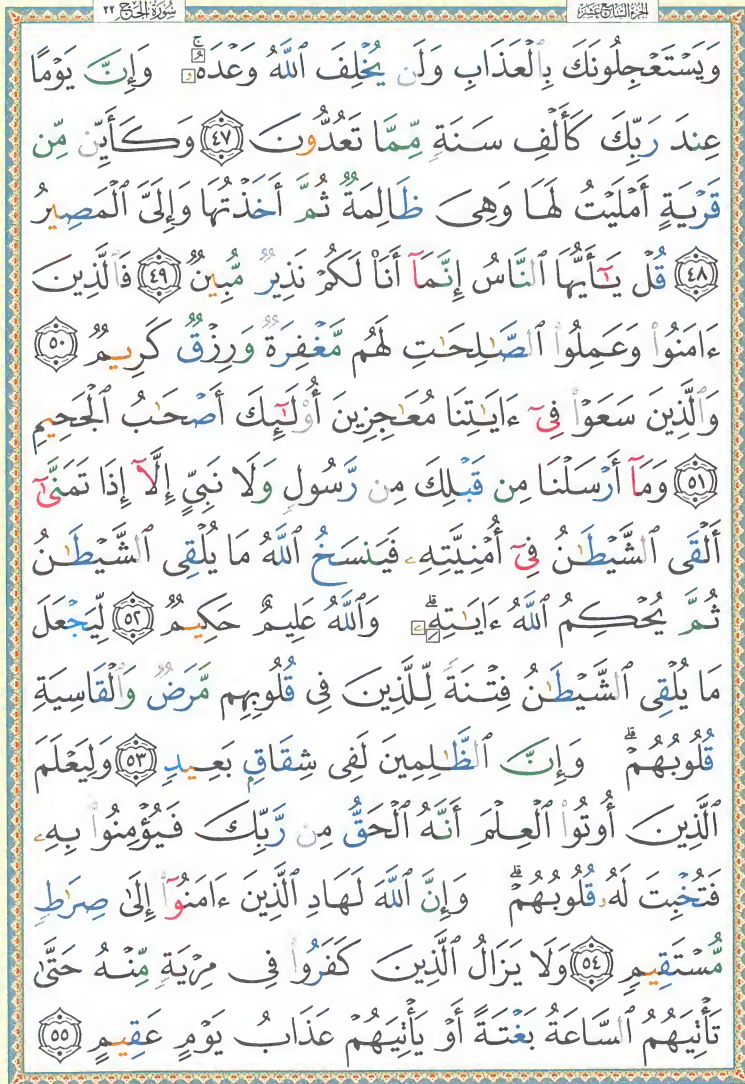 الجزء السابع عشر
سُورَةُ الحَجِّ ٢٢
وَيَسْتَعْجِلُونَكَ بِٱلْعَذَابِ وَلَن يُخْلِفَ ٱللَّهُ وَعْدَهُۥۚ وَإِنَّ يَوْمًا
عِندَ رَبِّكَ كَأَلْفِ سَنَةٍ مِّمَّا تَعُدُّونَ ٤٧ وَكَأَيِّن مِّن
قَرْيَةٍ أَمْلَيْتُ لَهَا وَهِىَ ظَالِمَةٌ ثُمَّ أَخَذْتُهَا وَإِلَىَّ ٱلْمَصِيرُ
٤٨ قُلْ يَـٰٓأَيُّهَا ٱلنَّاسُ إِنَّمَآ أَنَا۠ لَكُمْ نَذِيرٌ مُّبِينٌ ٤٩ فَٱلَّذِينَ
ءَامَنُوا۟ وَعَمِلُوا۟ ٱلصَّـٰلِحَـٰتِ لَهُم مَّغْفِرَةٌ وَرِزْقٌ كَرِيمٌ ٥٠
وَٱلَّذِينَ سَعَوْا۟ فِىٓ ءَايَـٰتِنَا مُعَـٰجِزِينَ أُو۟لَـٰٓئِكَ أَصْحَـٰبُ ٱلْجَحِيمِ
٥١ وَمَآ أَرْسَلْنَا مِن قَبْلِكَ مِن رَّسُولٍ وَلَا نَبِىٍّ إِلَّآ إِذَا تَمَنَّىٰٓ
أَلْقَى ٱلشَّيْطَـٰنُ فِىٓ أُمْنِيَّتِهِۦ فَيَنسَخُ ٱللَّهُ مَا يُلْقِى ٱلشَّيْطَـٰنُ
ثُمَّ يُحْكِمُ ٱللَّهُ ءَايَـٰتِهِۦۗ وَٱللَّهُ عَلِيمٌ حَكِيمٌ ٥٢ لِّيَجْعَلَ
مَا يُلْقِى ٱلشَّيْطَـٰنُ فِتْنَةً لِّلَّذِينَ فِى قُلُوبِهِم مَّرَضٌ وَٱلْقَاسِيَةِ
قُلُوبُهُمْۗ وَإِنَّ ٱلظَّـٰلِمِينَ لَفِى شِقَاقٍ بَعِيدٍ ٥٣ وَلِيَعْلَمَ
ٱلَّذِينَ أُوتُوا۟ ٱلْعِلْمَ أَنَّهُ ٱلْحَقُّ مِن رَّبِّكَ فَيُؤْمِنُوا۟ بِهِۦ
فَتُخْبِتَ لَهُۥ قُلُوبُهُمْۗ وَإِنَّ ٱللَّهَ لَهَادِ ٱلَّذِينَ ءَامَنُوٓا۟ إِلَىٰ صِرَٰطٍ
مُّسْتَقِيمٍ ٥٤ وَلَا يَزَالُ ٱلَّذِينَ كَفَرُوا۟ فِى مِرْيَةٍ مِّنْهُ حَتَّىٰ
تَأْتِيَهُمُ ٱلسَّاعَةُ بَغْتَةً أَوْ يَأْتِيَهُمْ عَذَابُ يَوْمٍ عَقِيمٍ ٥٥